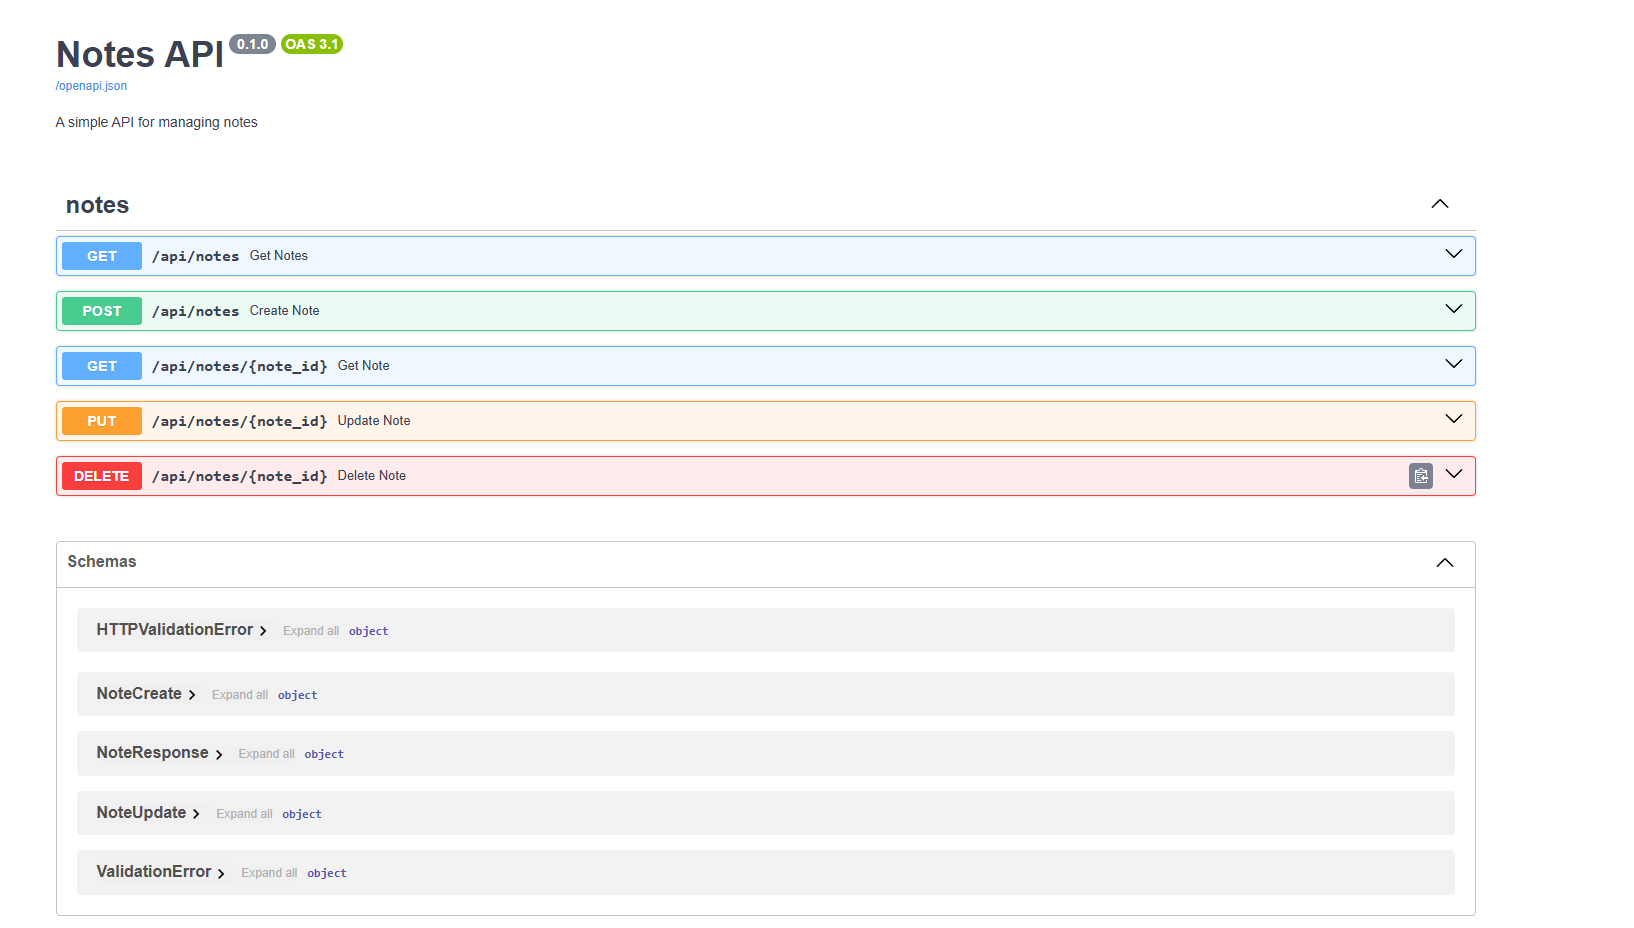 Notes API 0.1.0 OAS 3.1
/openapi.json
A simple API for managing notes
notes
GET /api/notes Get Notes
POST /api/notes Create Note
GET /api/notes/{note_id} Get Note
PUT /api/notes/{note_id} Update Note
DELETE /api/notes/{note_id} Delete Note
Schemas
HTTPValidationError Expand all object
NoteCreate Expand all object
NoteResponse Expand all object
NoteUpdate Expand all object
ValidationError Expand all object